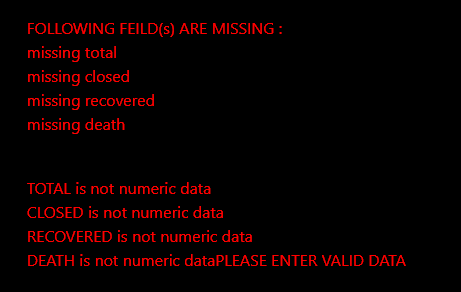 FOLLOWING FEILD(s) ARE MISSING :
missing total
missing closed
missing recovered
missing death
TOTAL is not numeric data
CLOSED is not numeric data
RECOVERED is not numeric data
DEATH is not numeric dataPLEASE ENTER VALID DATA